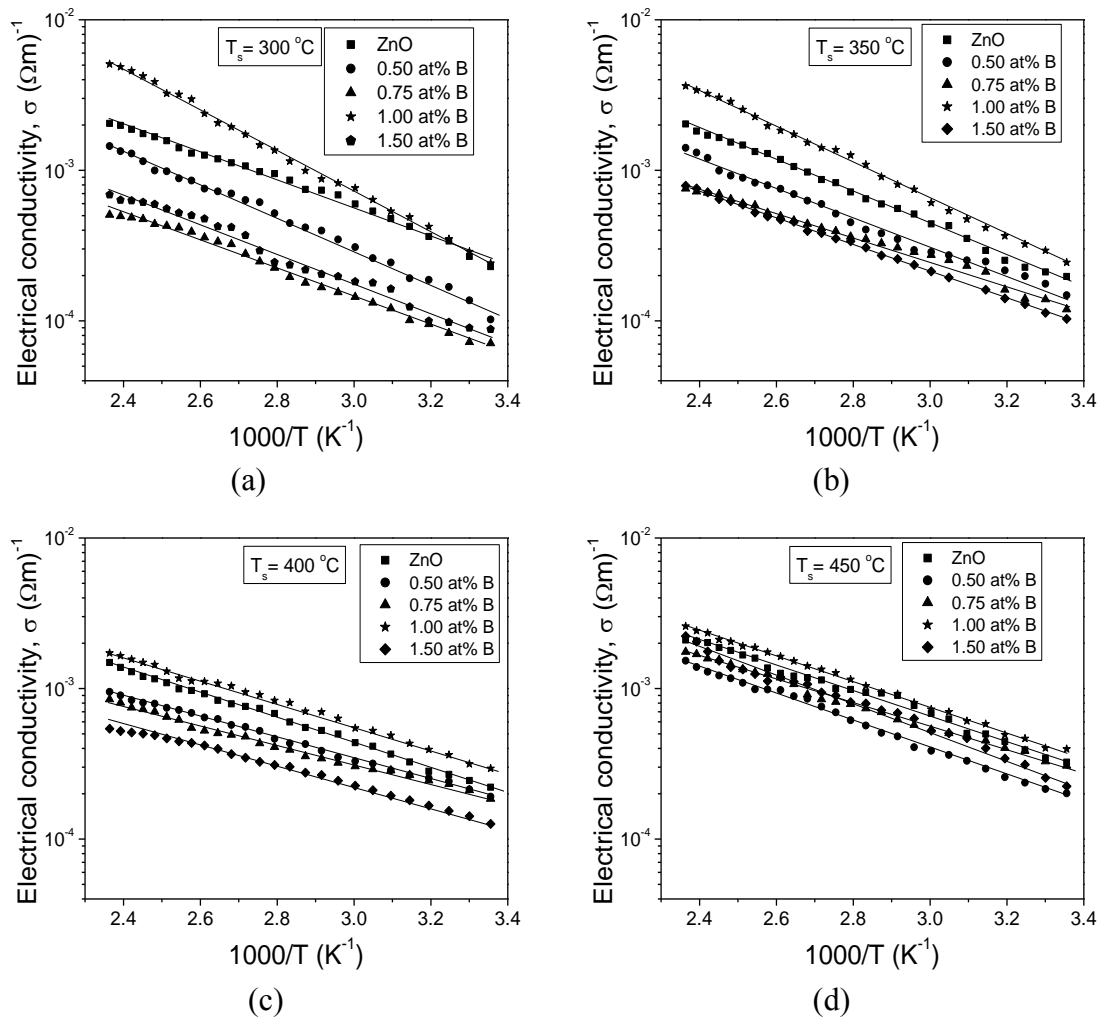 10⁻²
10⁻³
10⁻⁴
Electrical conductivity, σ (Ωm)⁻¹
Tₛ= 300 °C
ZnO
0.50 at% B
0.75 at% B
1.00 at% B
1.50 at% B
2.4 2.6 2.8 3.0 3.2 3.4
1000/T (K⁻¹)
(a)
10⁻²
10⁻³
10⁻⁴
Electrical conductivity, σ (Ωm)⁻¹
Tₛ= 350 °C
ZnO
0.50 at% B
0.75 at% B
1.00 at% B
1.50 at% B
2.4 2.6 2.8 3.0 3.2 3.4
1000/T (K⁻¹)
(b)
10⁻²
10⁻³
10⁻⁴
Electrical conductivity, σ (Ωm)⁻¹
Tₛ= 400 °C
ZnO
0.50 at% B
0.75 at% B
1.00 at% B
1.50 at% B
2.4 2.6 2.8 3.0 3.2 3.4
1000/T (K⁻¹)
(c)
10⁻²
10⁻³
10⁻⁴
Electrical conductivity, σ (Ωm)⁻¹
Tₛ= 450 °C
ZnO
0.50 at% B
0.75 at% B
1.00 at% B
1.50 at% B
2.4 2.6 2.8 3.0 3.2 3.4
1000/T (K⁻¹)
(d)